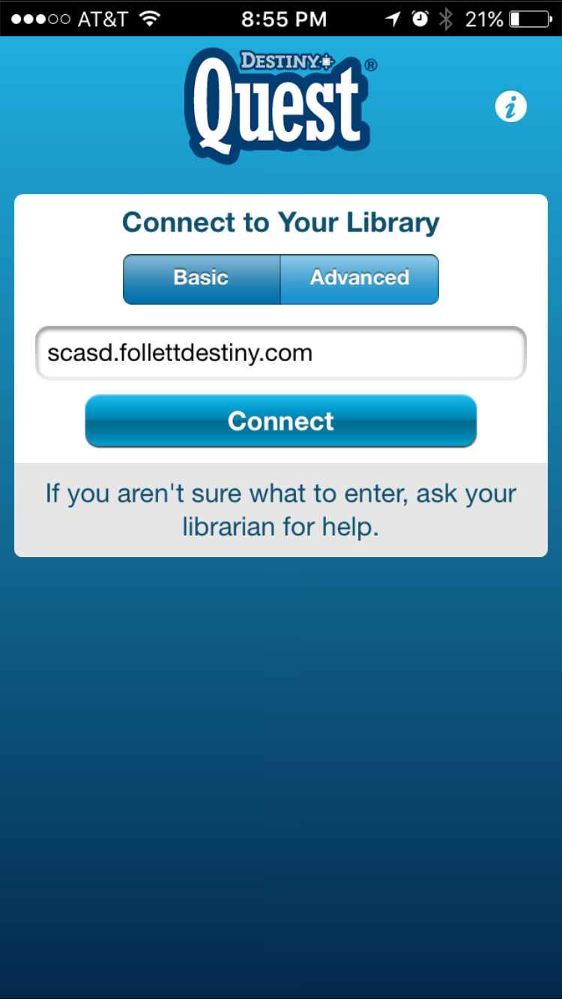 AT&T 8:55 PM 21%
DESTINY
Quest®
i
Connect to Your Library
Basic Advanced
scasd.follettdestiny.com
Connect
If you aren't sure what to enter, ask your
librarian for help.